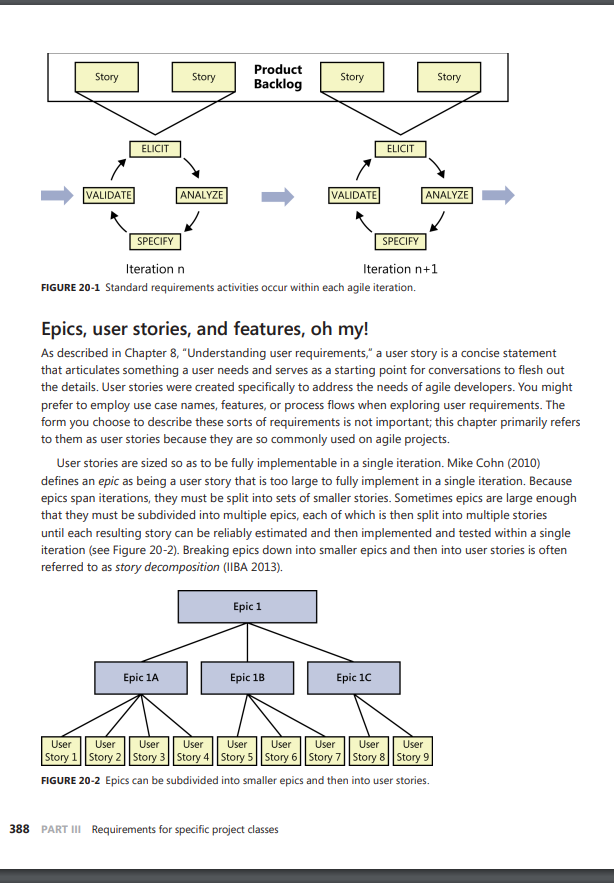 Product
Backlog
Story
Story
Story
Story
ELICIT
VALIDATE
ANALYZE
SPECIFY
Iteration n
ELICIT
VALIDATE
ANALYZE
SPECIFY
Iteration n+1
FIGURE 20-1 Standard requirements activities occur within each agile iteration.
Epics, user stories, and features, oh my!
As described in Chapter 8, “Understanding user requirements,” a user story is a concise statement
that articulates something a user needs and serves as a starting point for conversations to flesh out
the details. User stories were created specifically to address the needs of agile developers. You might
prefer to employ use case names, features, or process flows when exploring user requirements. The
form you choose to describe these sorts of requirements is not important; this chapter primarily refers
to them as user stories because they are so commonly used on agile projects.
User stories are sized so as to be fully implementable in a single iteration. Mike Cohn (2010)
defines an epic as being a user story that is too large to fully implement in a single iteration. Because
epics span iterations, they must be split into sets of smaller stories. Sometimes epics are large enough
that they must be subdivided into multiple epics, each of which is then split into multiple stories
until each resulting story can be reliably estimated and then implemented and tested within a single
iteration (see Figure 20-2). Breaking epics down into smaller epics and then into user stories is often
referred to as story decomposition (IIBA 2013).
Epic 1
Epic 1A
Epic 1B
Epic 1C
User
Story 1
User
Story 2
User
Story 3
User
Story 4
User
Story 5
User
Story 6
User
Story 7
User
Story 8
User
Story 9
FIGURE 20-2 Epics can be subdivided into smaller epics and then into user stories.
388 PART III Requirements for specific project classes